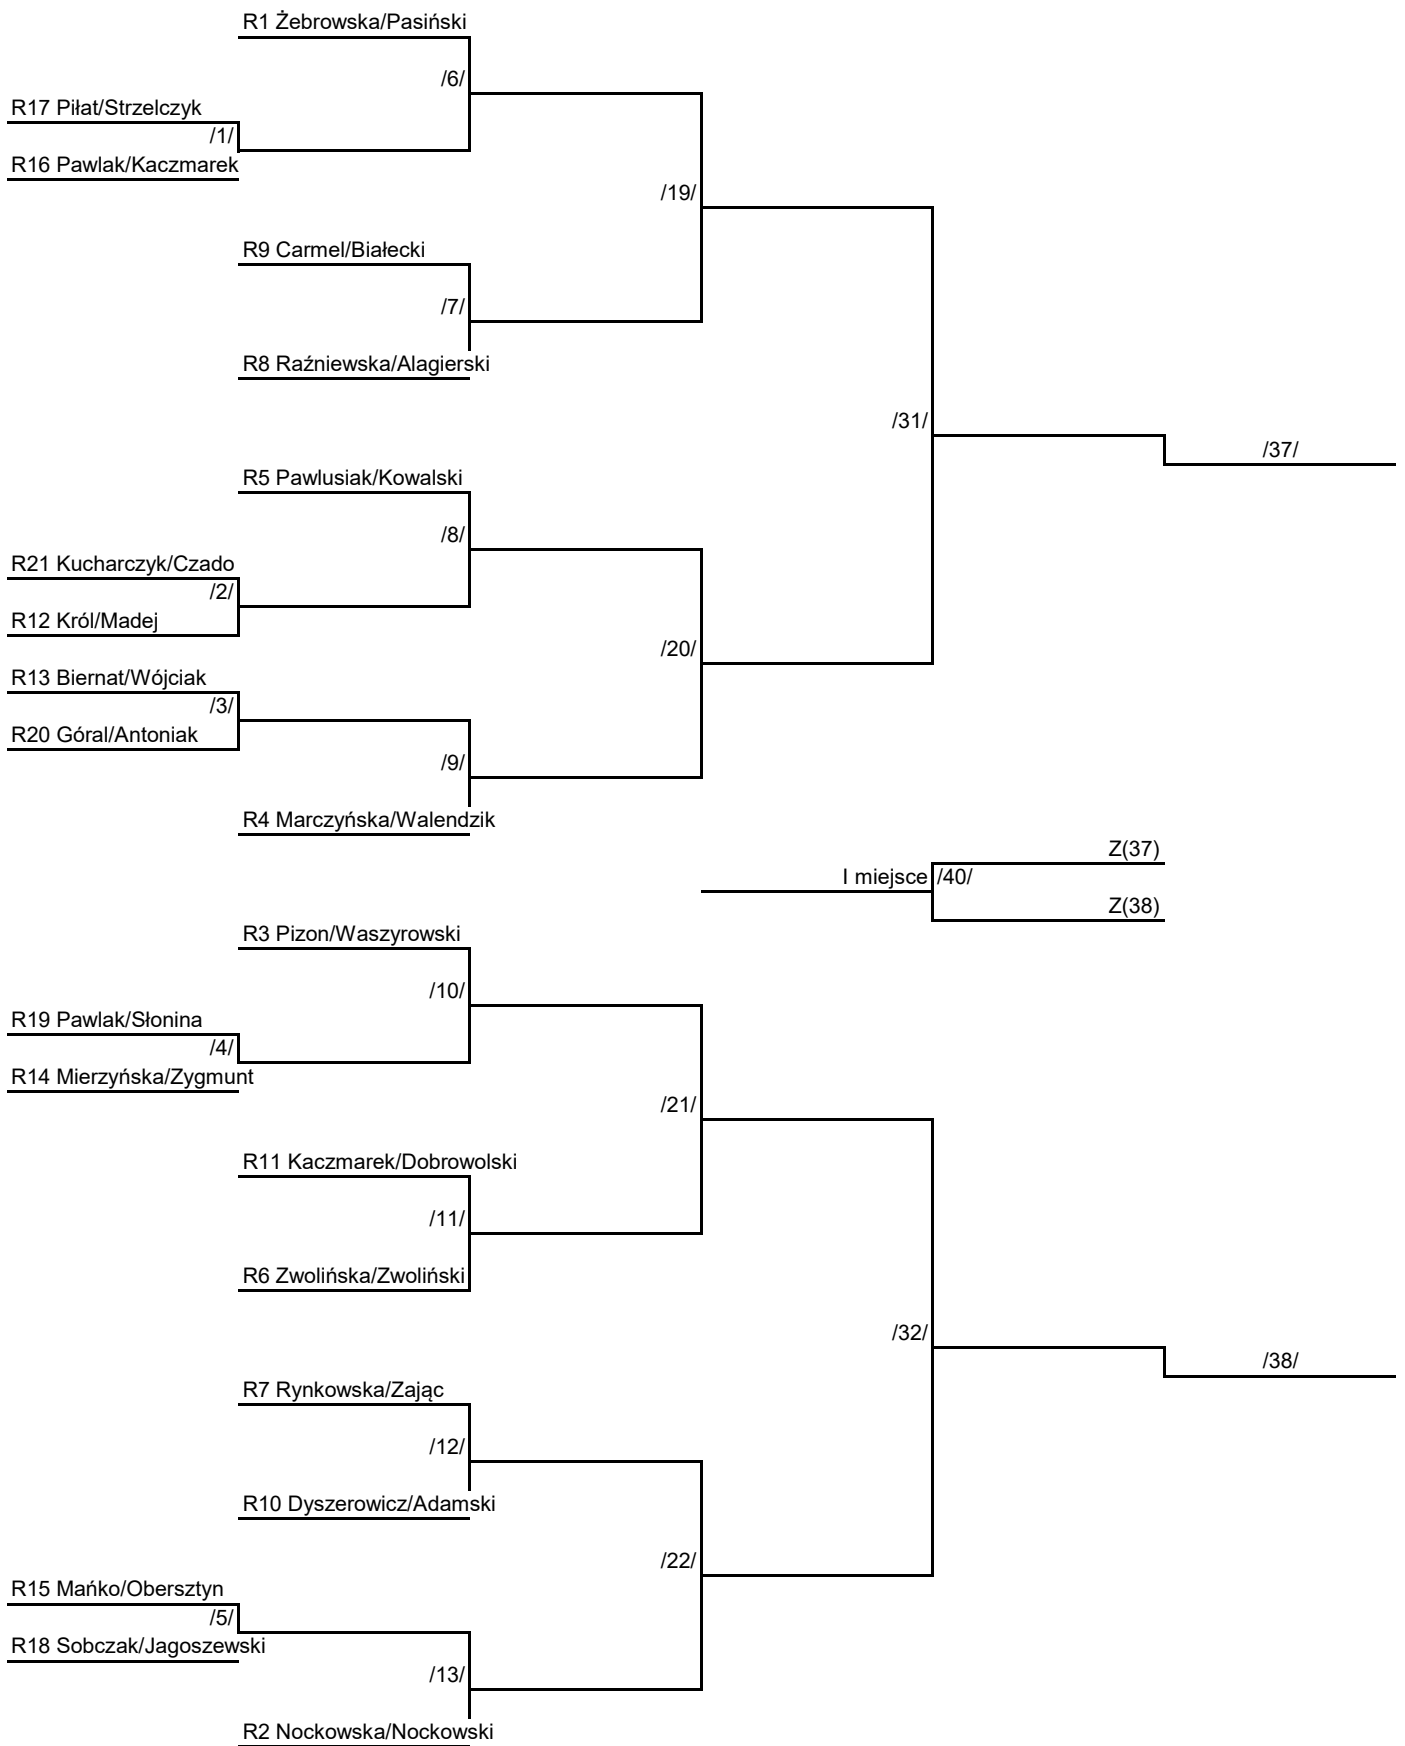 R1 Żebrowska/Pasiński
/6/
R17 Piłat/Strzelczyk
/1/
R16 Pawlak/Kaczmarek
/19/
R9 Carmel/Białecki
/7/
R8 Raźniewska/Alagierski
/31/
/37/
R5 Pawlusiak/Kowalski
/8/
R21 Kucharczyk/Czado
/2/
R12 Król/Madej
/20/
R13 Biernat/Wójciak
/3/
R20 Góral/Antoniak
/9/
R4 Marczyńska/Walendzik
Z(37)
I miejsce /40/
Z(38)
R3 Pizon/Waszyrowski
/10/
R19 Pawlak/Słonina
/4/
R14 Mierzyńska/Zygmunt
/21/
R11 Kaczmarek/Dobrowolski
/11/
R6 Zwolińska/Zwoliński
/32/
/38/
R7 Rynkowska/Zając
/12/
R10 Dyszerowicz/Adamski
/22/
R15 Mańko/Obersztyn
/5/
R18 Sobczak/Jagoszewski
/13/
R2 Nockowska/Nockowski